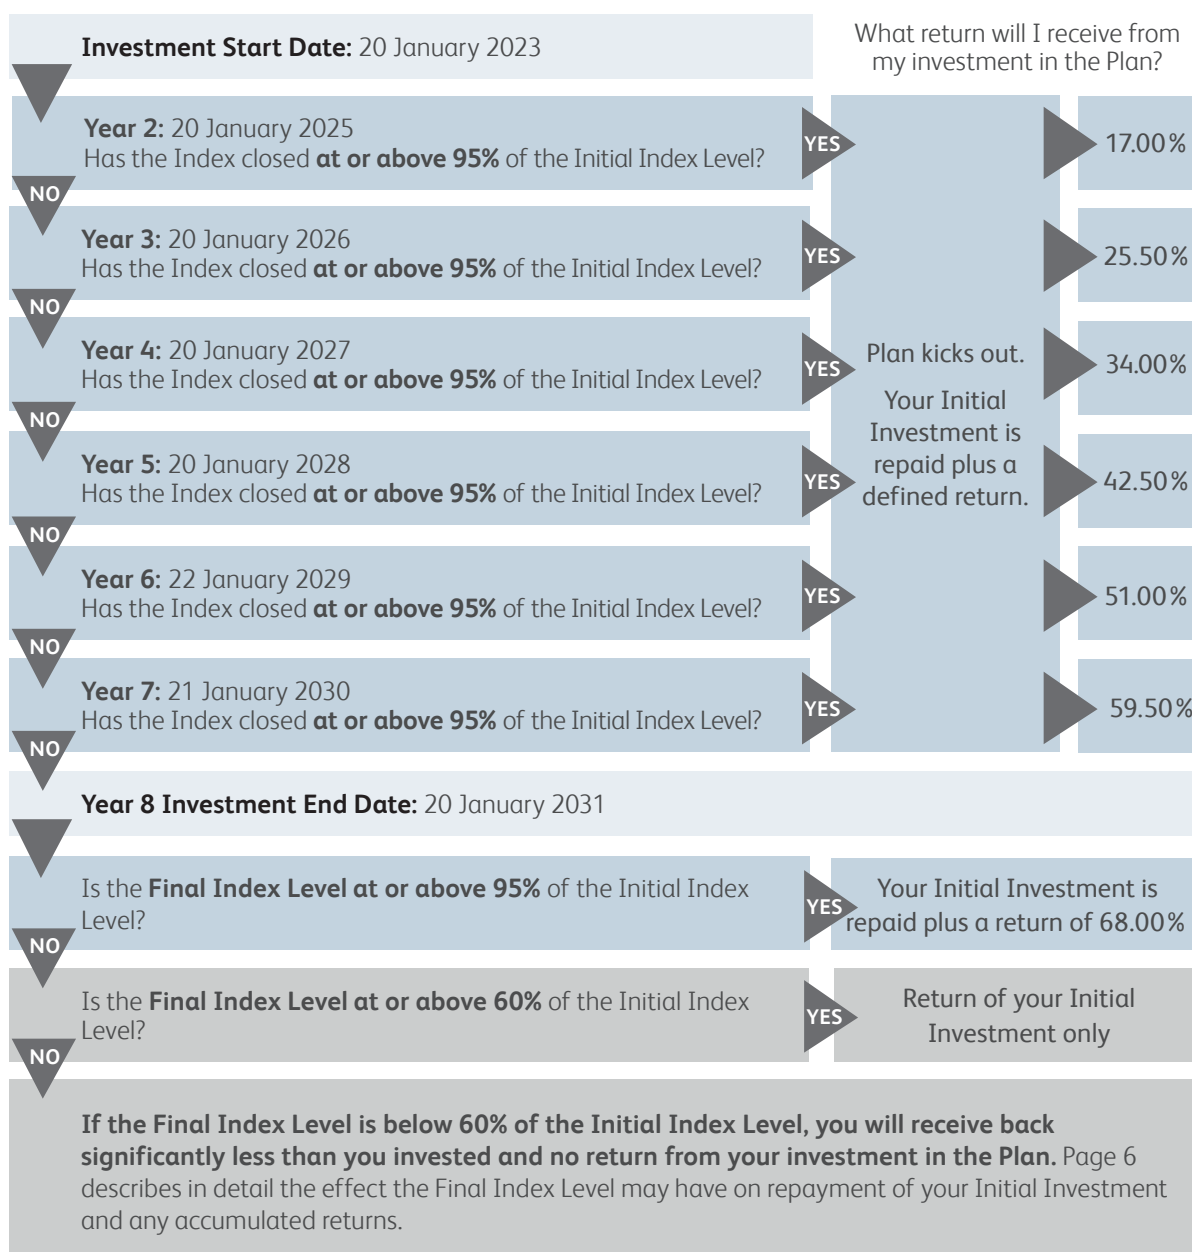 Investment Start Date: 20 January 2023
What return will I receive from
my investment in the Plan?
Year 2: 20 January 2025
Has the Index closed at or above 95% of the Initial Index Level?
YES
17.00%
NO
Year 3: 20 January 2026
Has the Index closed at or above 95% of the Initial Index Level?
YES
25.50%
NO
Year 4: 20 January 2027
Has the Index closed at or above 95% of the Initial Index Level?
YES
Plan kicks out.
Your Initial
Investment is
repaid plus a
defined return.
34.00%
NO
Year 5: 20 January 2028
Has the Index closed at or above 95% of the Initial Index Level?
YES
42.50%
NO
Year 6: 22 January 2029
Has the Index closed at or above 95% of the Initial Index Level?
YES
51.00%
NO
Year 7: 21 January 2030
Has the Index closed at or above 95% of the Initial Index Level?
YES
59.50%
NO
Year 8 Investment End Date: 20 January 2031
Is the Final Index Level at or above 95% of the Initial Index
Level?
YES
Your Initial Investment is
repaid plus a return of 68.00%
NO
Is the Final Index Level at or above 60% of the Initial Index
Level?
YES
Return of your Initial
Investment only
NO
If the Final Index Level is below 60% of the Initial Index Level, you will receive back
significantly less than you invested and no return from your investment in the Plan. Page 6
describes in detail the effect the Final Index Level may have on repayment of your Initial Investment
and any accumulated returns.